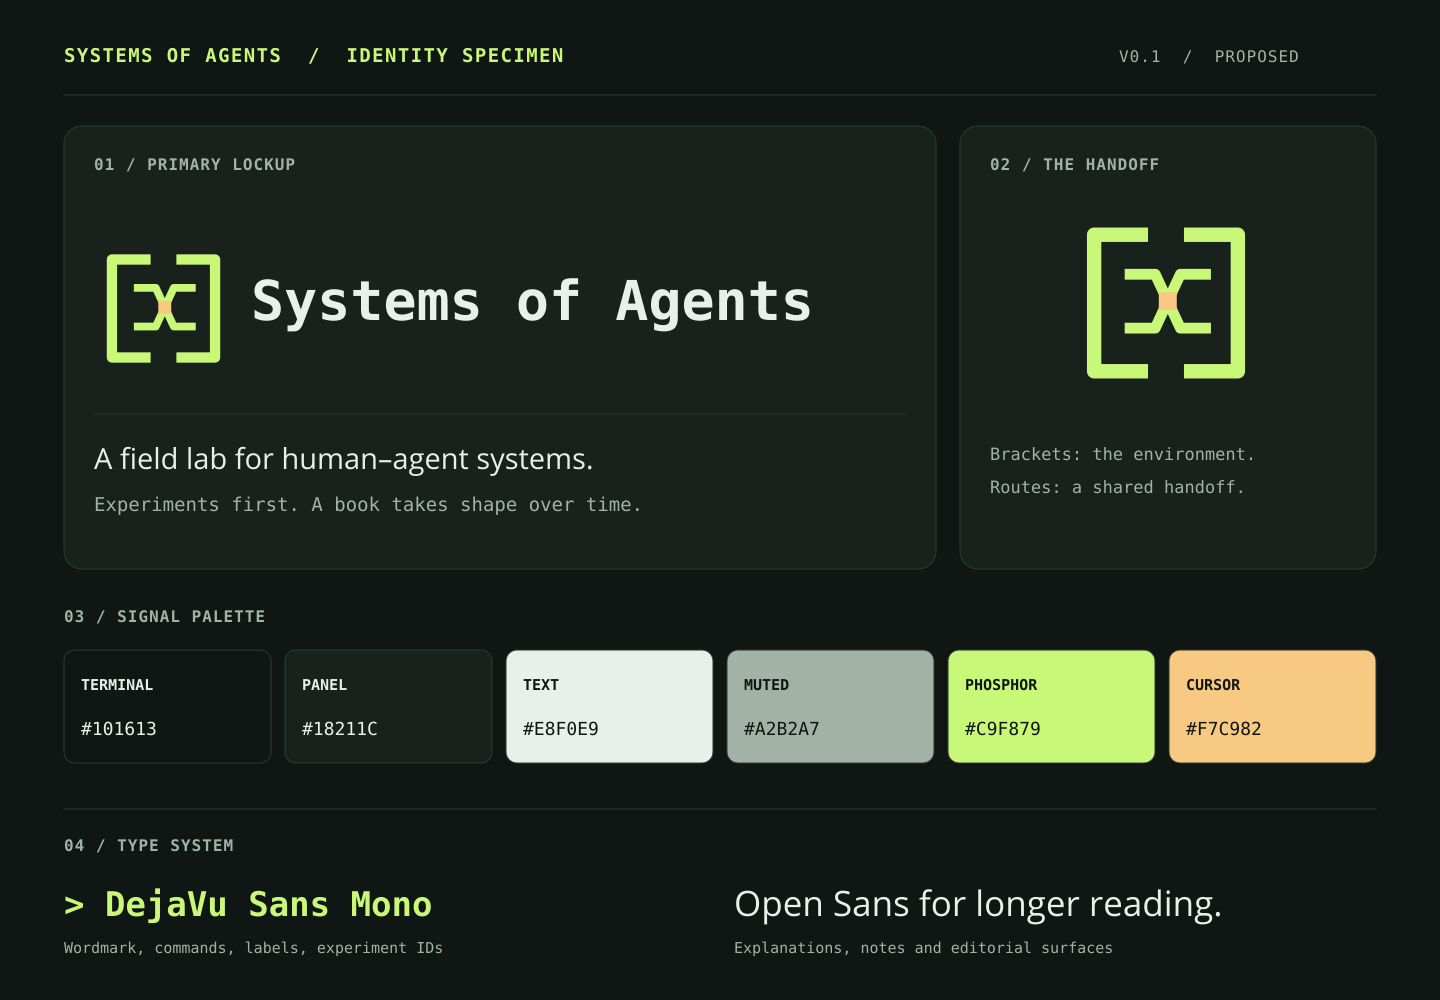 SYSTEMS OF AGENTS / IDENTITY SPECIMEN
V0.1 / PROPOSED
01 / PRIMARY LOCKUP
Systems of Agents
A field lab for human–agent systems.
Experiments first. A book takes shape over time.
02 / THE HANDOFF
Brackets: the environment.
Routes: a shared handoff.
03 / SIGNAL PALETTE
TERMINAL
#101613
PANEL
#18211C
TEXT
#E8F0E9
MUTED
#A2B2A7
PHOSPHOR
#C9F879
CURSOR
#F7C982
04 / TYPE SYSTEM
> DejaVu Sans Mono
Wordmark, commands, labels, experiment IDs
Open Sans for longer reading.
Explanations, notes and editorial surfaces